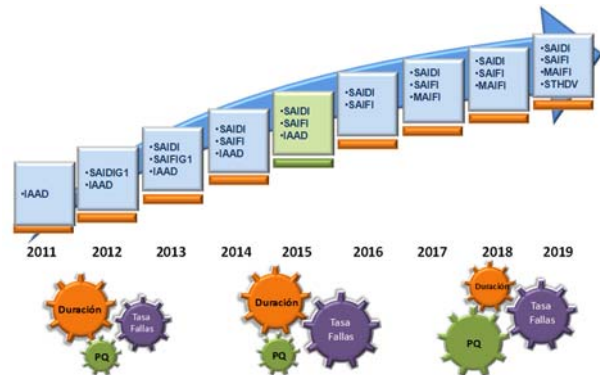 •IAAD
•SAIDIG1
•IAAD
•SAIDI
•SAIFIG1
•IAAD
•SAIDI
•SAIFI
•IAAD
•SAIDI
•SAIFI
•IAAD
•SAIDI
•SAIFI
•SAIDI
•SAIFI
•MAIFI
•SAIDI
•SAIFI
•MAIFI
•SAIDI
•SAIFI
•MAIFI
•STHDV
2011 2012 2013 2014 2015 2016 2017 2018 2019
Duración
Tasa
Fallas
PQ
Duración
Tasa
Fallas
PQ
Duración
Tasa
Fallas
PQ